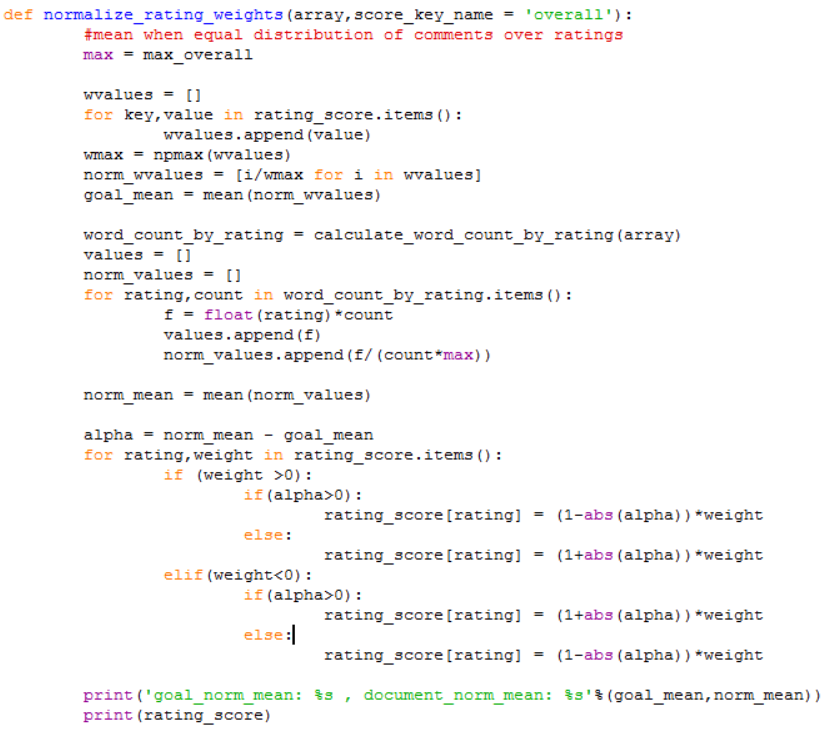 def normalize_rating_weights(array,score_key_name = 'overall'):
        #mean when equal distribution of comments over ratings
        max = max_overall

        wvalues = []
        for key,value in rating_score.items():
                wvalues.append(value)
        wmax = npmax(wvalues)
        norm_wvalues = [i/wmax for i in wvalues]
        goal_mean = mean(norm_wvalues)

        word_count_by_rating = calculate_word_count_by_rating(array)
        values = []
        norm_values = []
        for rating,count in word_count_by_rating.items():
                f = float(rating)*count
                values.append(f)
                norm_values.append(f/(count*max))

        norm_mean = mean(norm_values)

        alpha = norm_mean - goal_mean
        for rating,weight in rating_score.items():
                if (weight >0):
                        if(alpha>0):
                                rating_score[rating] = (1-abs(alpha))*weight
                        else:
                                rating_score[rating] = (1+abs(alpha))*weight
                elif(weight<0):
                        if(alpha>0):
                                rating_score[rating] = (1+abs(alpha))*weight
                        else:
                                rating_score[rating] = (1-abs(alpha))*weight

        print('goal_norm_mean: %s , document_norm_mean: %s'%(goal_mean,norm_mean))
        print(rating_score)